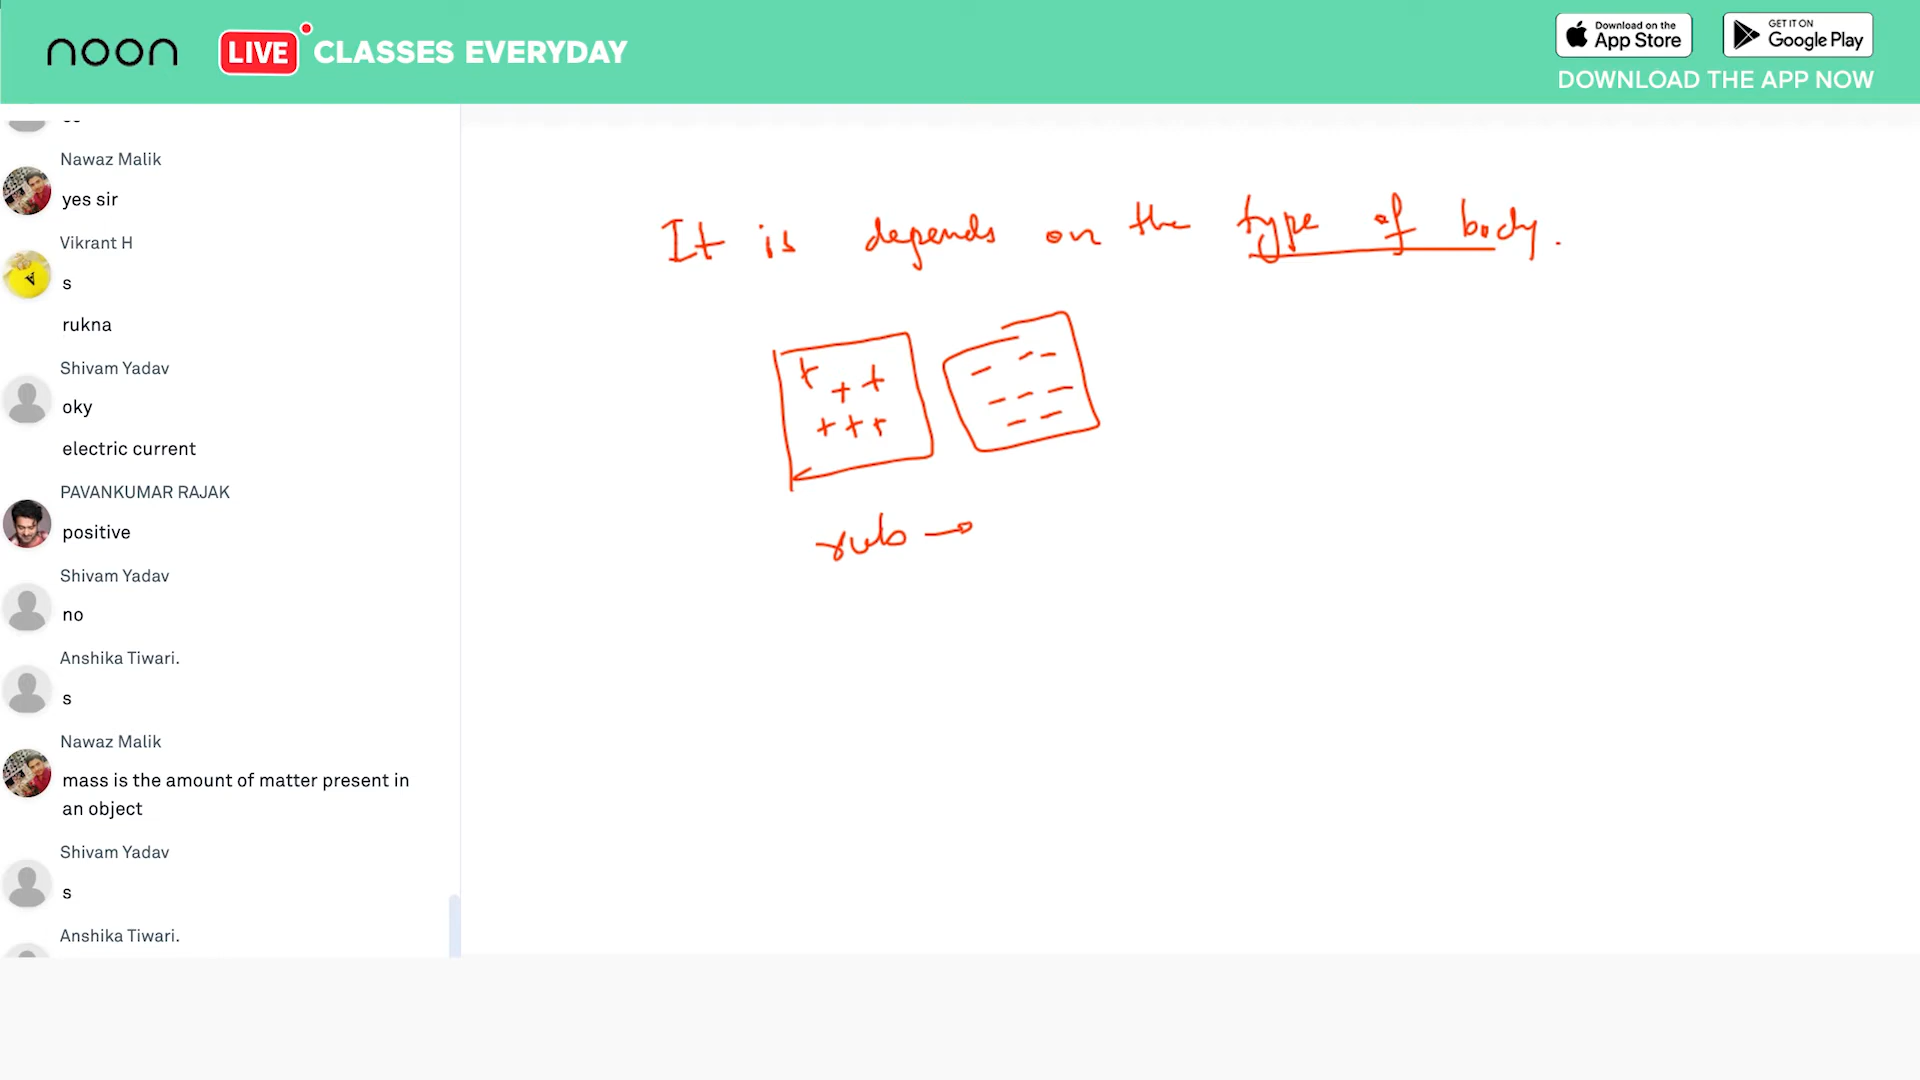 noon LIVE CLASSES EVERYDAY
Download on the App Store
GET IT ON Google Play
DOWNLOAD THE APP NOW
Nawaz Malik
yes sir
Vikrant H
s
rukna
Shivam Yadav
oky
electric current
PAVANKUMAR RAJAK
positive
Shivam Yadav
no
Anshika Tiwari.
s
Nawaz Malik
mass is the amount of matter present in
an object
Shivam Yadav
s
Anshika Tiwari.
It is depends on the type of body.
+ + +
+ + +
- - -
- - -
- -
rub →